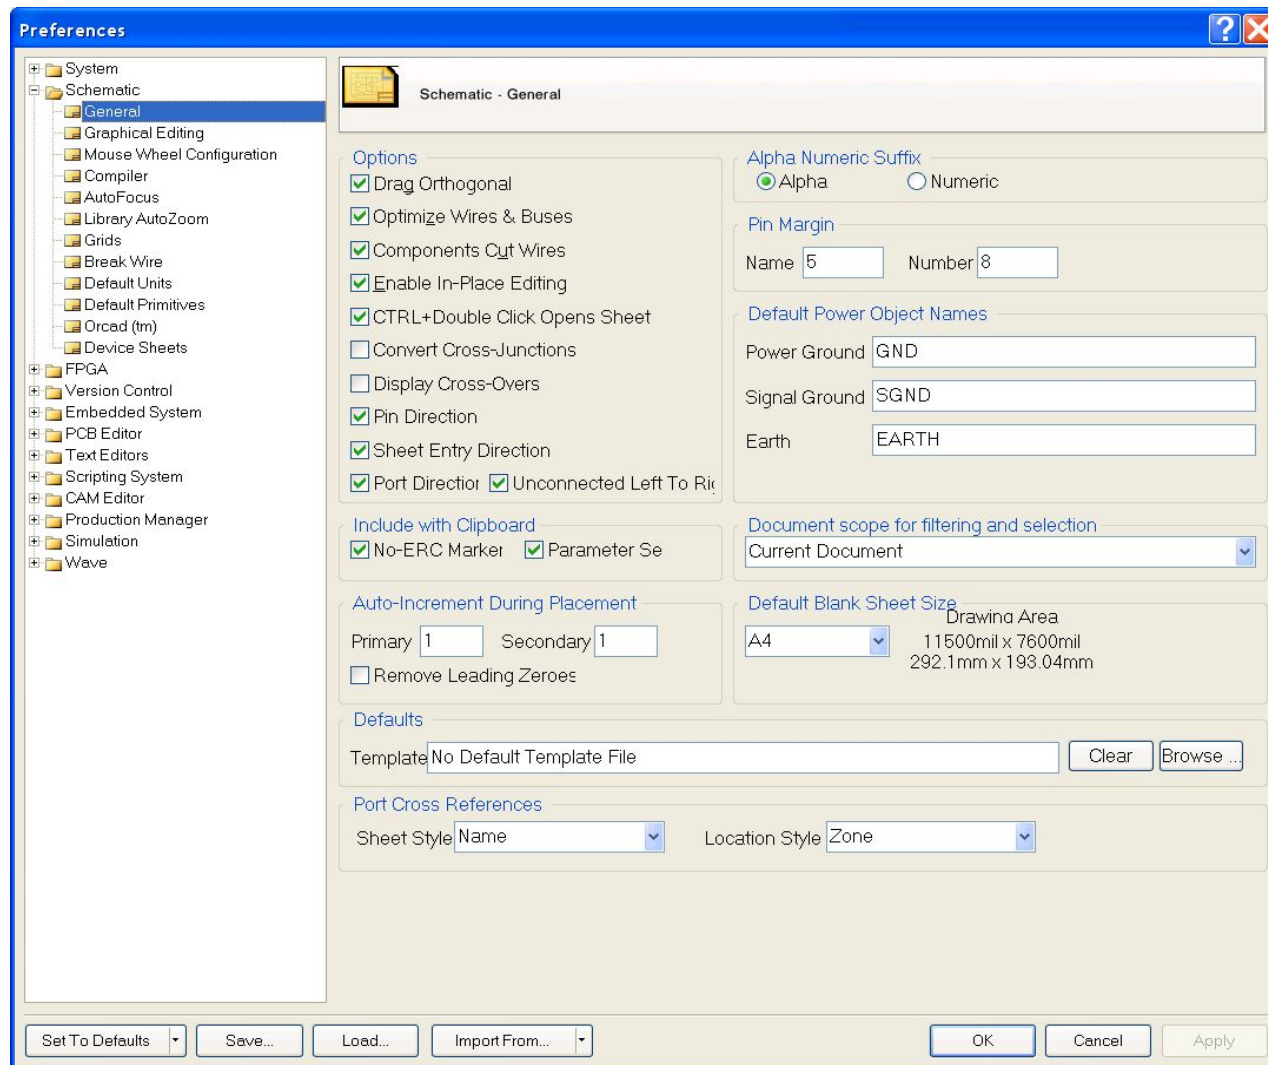 Preferences
System
Schematic
General
Graphical Editing
Mouse Wheel Configuration
Compiler
AutoFocus
Library AutoZoom
Grids
Break Wire
Default Units
Default Primitives
Orcad (tm)
Device Sheets
FPGA
Version Control
Embedded System
PCB Editor
Text Editors
Scripting System
CAM Editor
Production Manager
Simulation
Wave
Schematic - General
Options
Drag Orthogonal
Optimize Wires & Buses
Components Cut Wires
Enable In-Place Editing
CTRL+Double Click Opens Sheet
Convert Cross-Junctions
Display Cross-Overs
Pin Direction
Sheet Entry Direction
Port Direction Unconnected Left To Ri
Alpha Numeric Suffix
Alpha Numeric
Pin Margin
Name 5 Number 8
Default Power Object Names
Power Ground GND
Signal Ground SGND
Earth EARTH
Include with Clipboard
No-ERC Marker Parameter Se
Document scope for filtering and selection
Current Document
Auto-Increment During Placement
Primary 1 Secondary 1
Remove Leading Zeroes
Default Blank Sheet Size
A4
Drawing Area
11500mil x 7600mil
292.1mm x 193.04mm
Defaults
Template No Default Template File Clear Browse ...
Port Cross References
Sheet Style Name Location Style Zone
Set To Defaults Save... Load... Import From... OK Cancel Apply